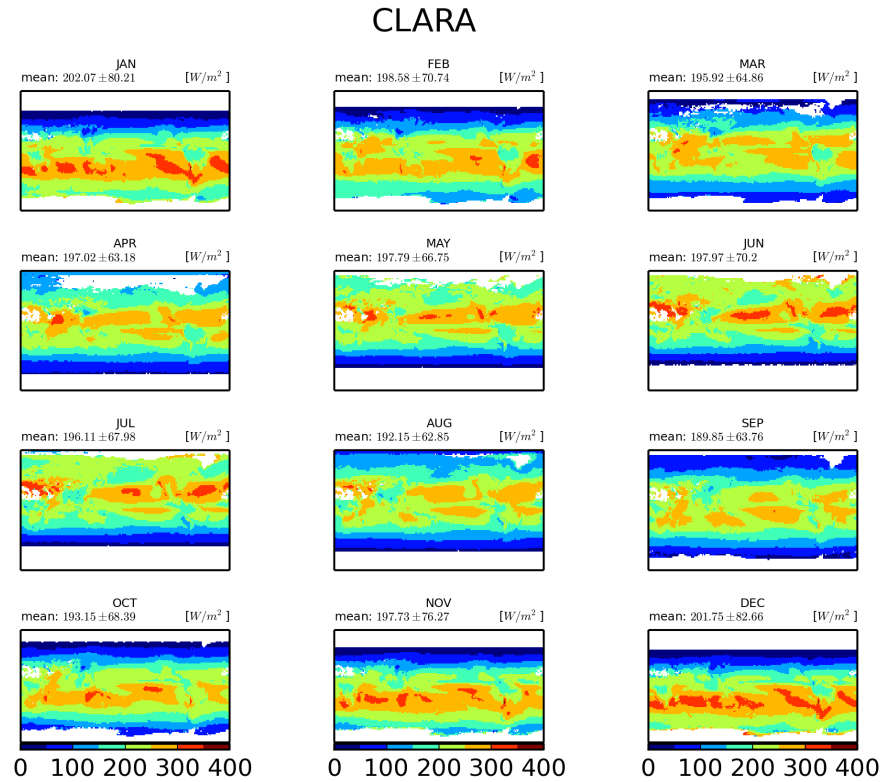 CLARA
JAN FEB MAR
mean: 202.07±80.21 [W/m²] mean: 198.58±70.74 [W/m²] mean: 195.92±64.86 [W/m²]
APR MAY JUN
mean: 197.02±63.18 [W/m²] mean: 197.79±66.75 [W/m²] mean: 197.97±70.2 [W/m²]
JUL AUG SEP
mean: 196.11±67.98 [W/m²] mean: 192.15±62.85 [W/m²] mean: 189.85±63.76 [W/m²]
OCT NOV DEC
mean: 193.15±68.39 [W/m²] mean: 197.73±76.27 [W/m²] mean: 201.75±82.66 [W/m²]
0 100 200 300 400 0 100 200 300 400 0 100 200 300 400